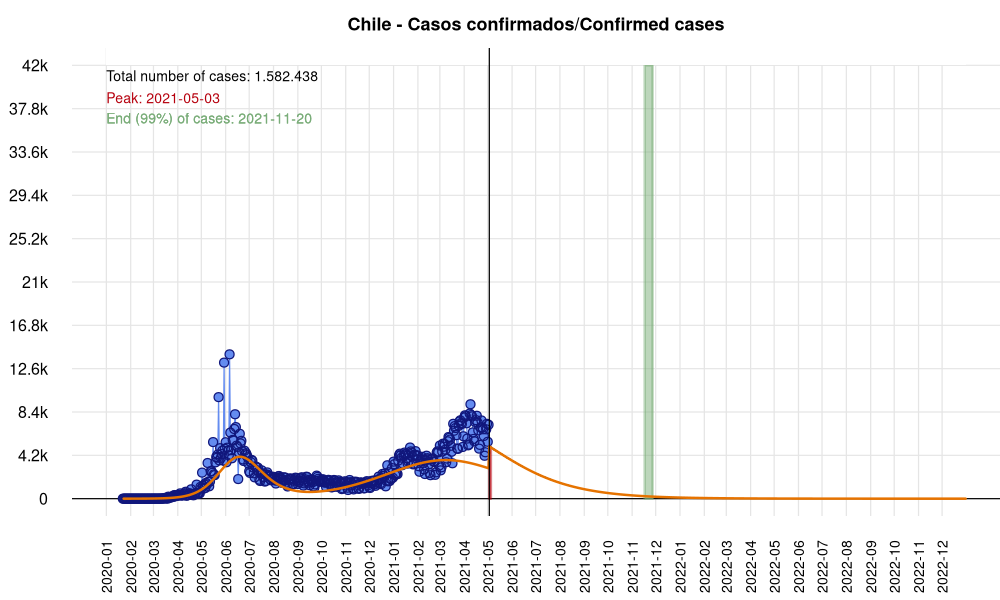 Chile - Casos confirmados/Confirmed cases
42k
37.8k
33.6k
29.4k
25.2k
21k
16.8k
12.6k
8.4k
4.2k
0
Total number of cases: 1.582.438
Peak: 2021-05-03
End (99%) of cases: 2021-11-20
2020-01
2020-02
2020-03
2020-04
2020-05
2020-06
2020-07
2020-08
2020-09
2020-10
2020-11
2020-12
2021-01
2021-02
2021-03
2021-04
2021-05
2021-06
2021-07
2021-08
2021-09
2021-10
2021-11
2021-12
2022-01
2022-02
2022-03
2022-04
2022-05
2022-06
2022-07
2022-08
2022-09
2022-10
2022-11
2022-12